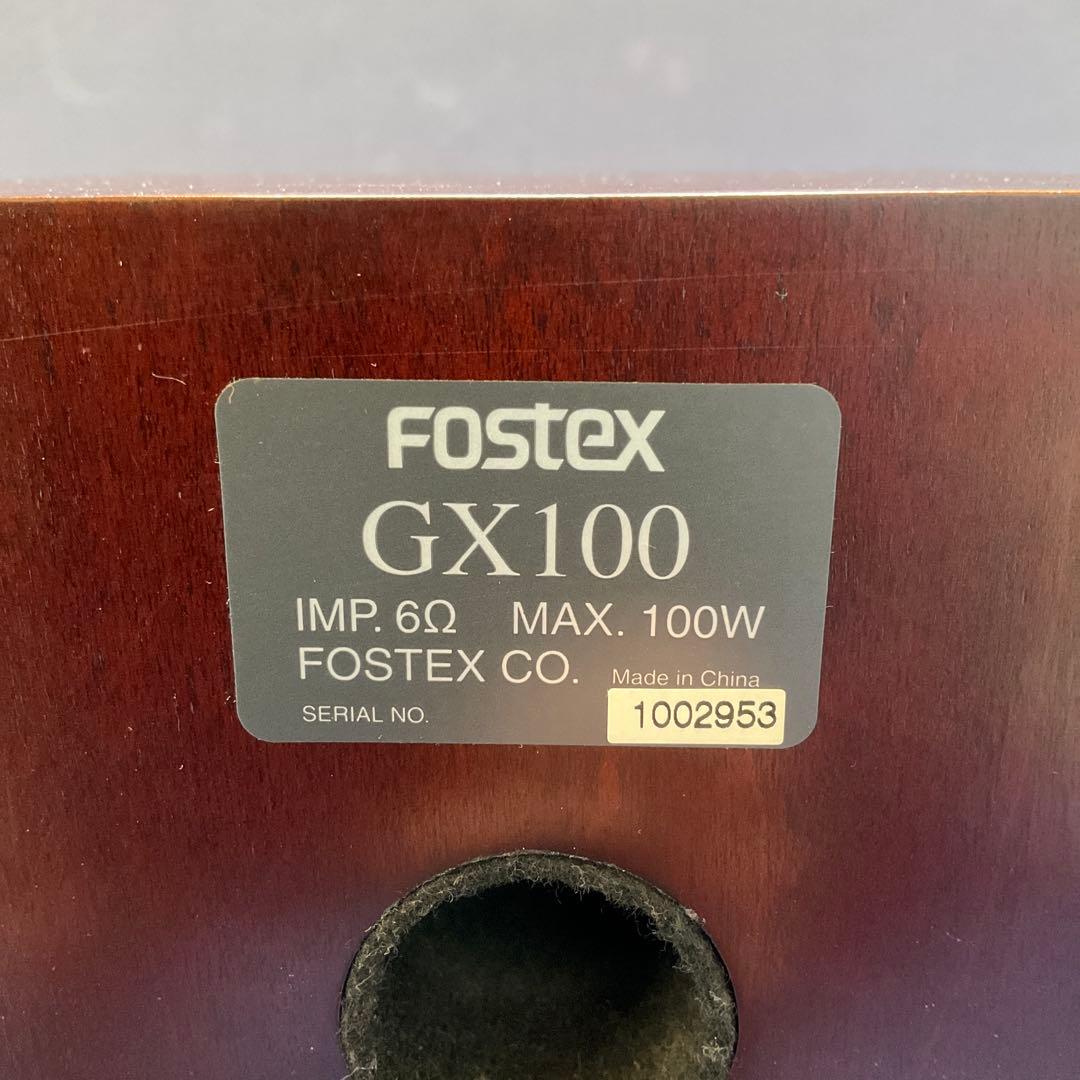 FOSTEX
GX100
IMP. 6Ω MAX. 100W
FOSTEX CO. Made in China
SERIAL NO. 1002953